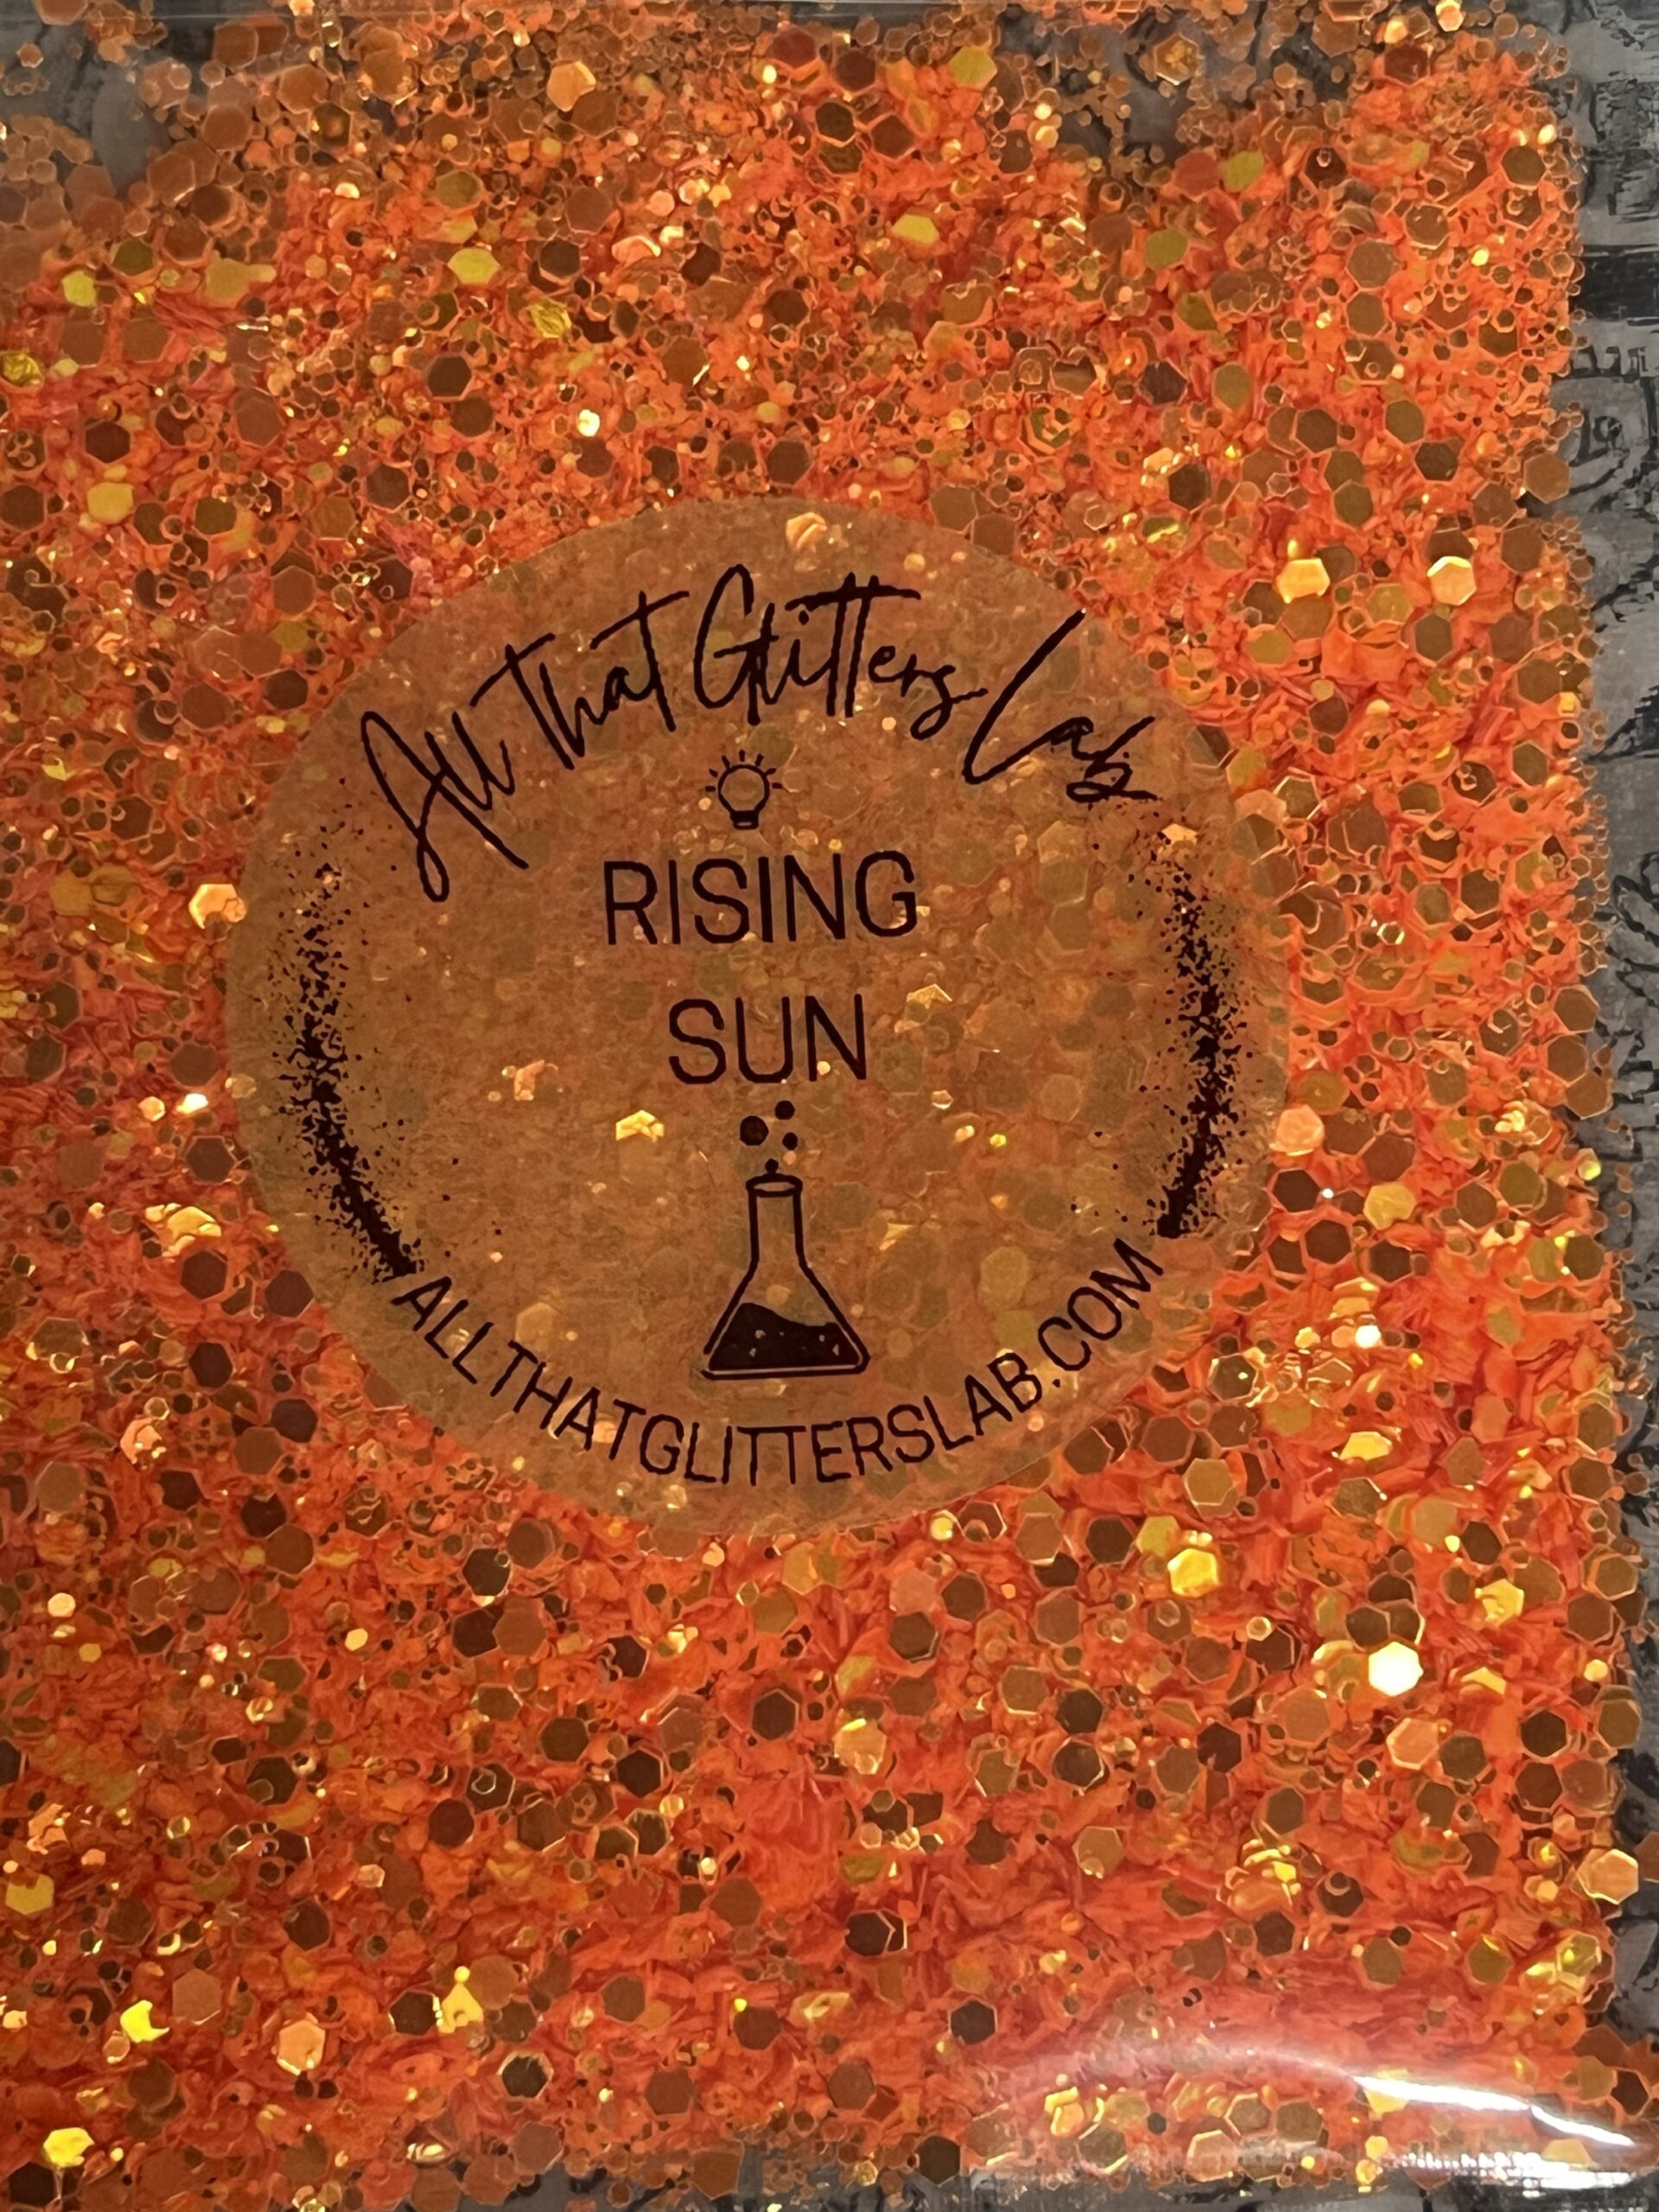 All That Glitters Lab
RISING
SUN
ALLTHATGLITTERSLAB.COM